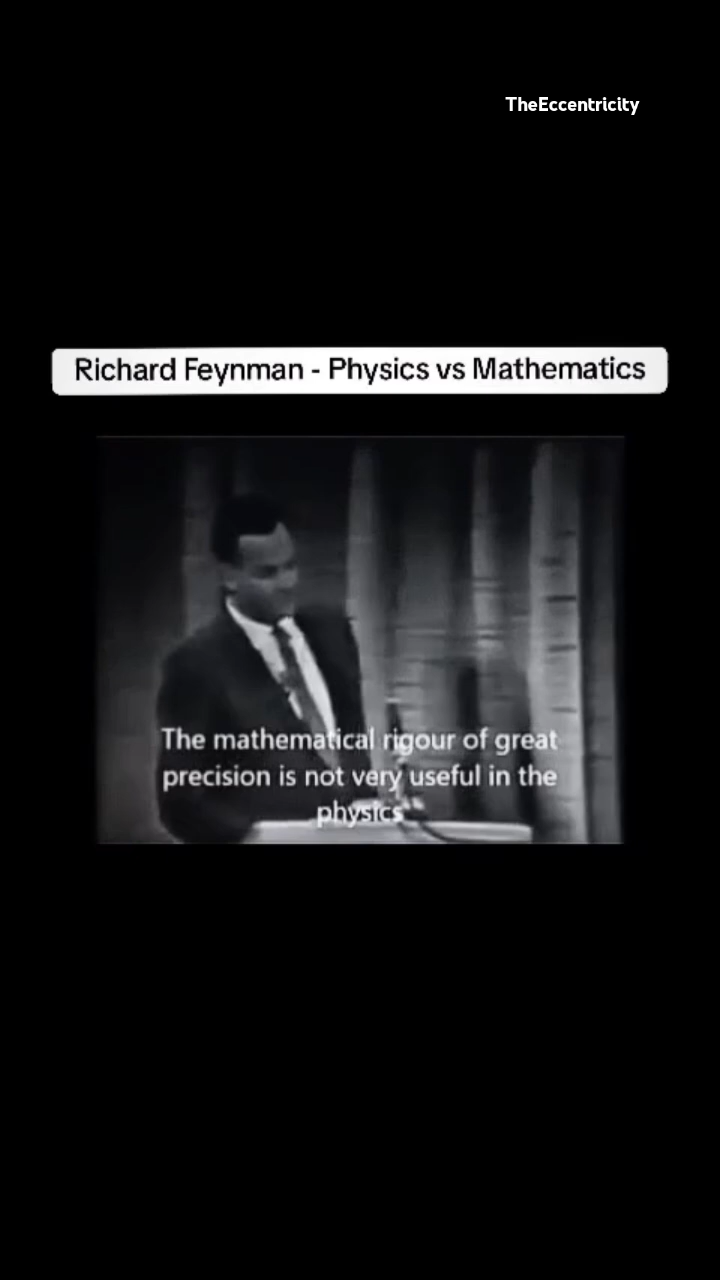 TheEccentricity
Richard Feynman - Physics vs Mathematics
The mathematical rigour of great
precision is not very useful in the
physics